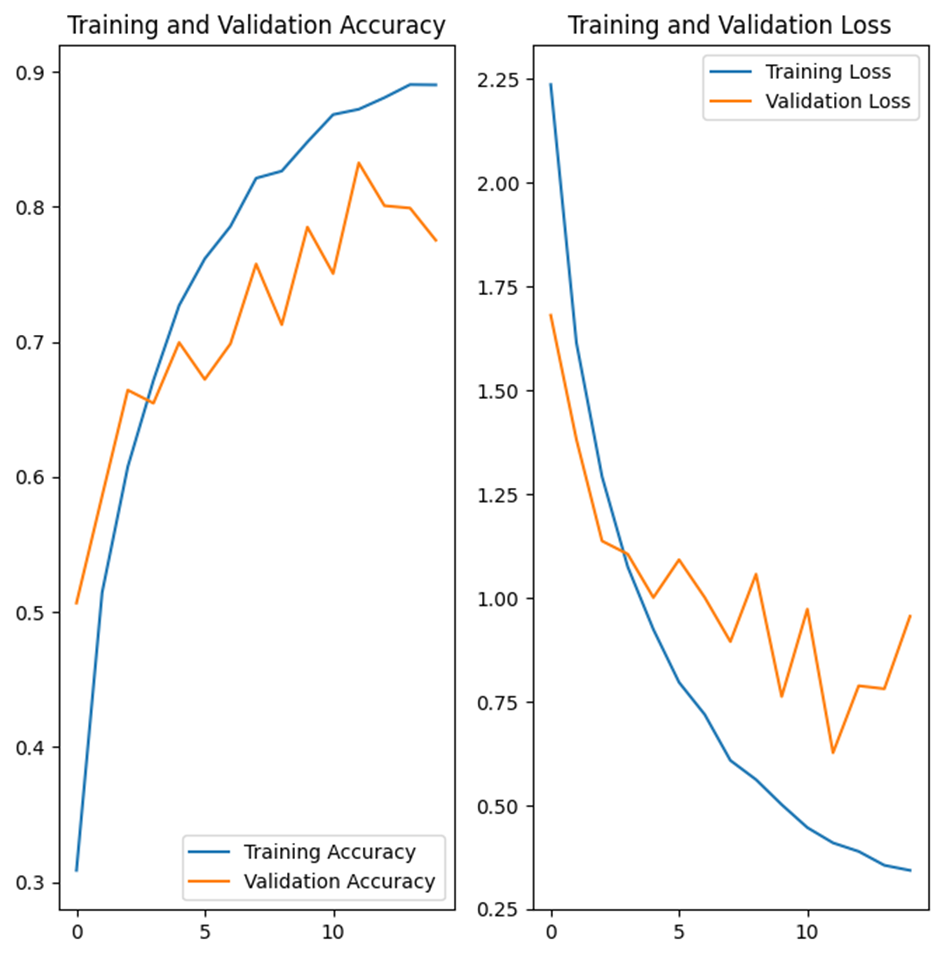 Training and Validation Accuracy
0.9
0.8
0.7
0.6
0.5
0.4
0.3
0 5 10
Training Accuracy
Validation Accuracy
Training and Validation Loss
2.25
2.00
1.75
1.50
1.25
1.00
0.75
0.50
0.25
0 5 10
Training Loss
Validation Loss